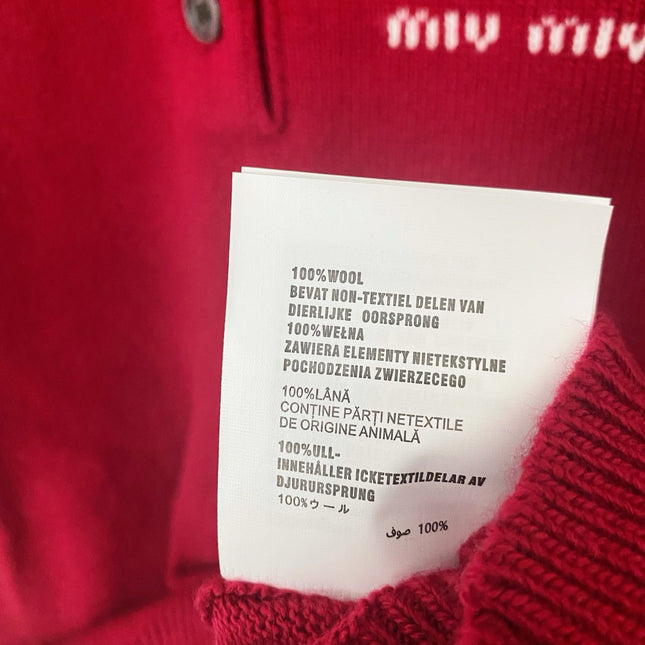 miu miu
100%WOOL
BEVAT NON-TEXTIEL DELEN VAN
DIERLIJKE OORSPRONG
100%WEŁNA
ZAWIERA ELEMENTY NIETEKSTYLNE
POCHODZENIA ZWIERZECEGO
100%LÂNĂ
CONȚINE PĂRȚI NETEXTILE
DE ORIGINE ANIMALĂ
100%ULL-
INNEHÅLLER ICKETEXTILDELAR AV
DJURURSPRUNG
100%ウール
100% صوف